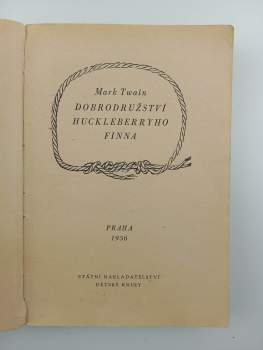 Mark Twain
DOBRODRUŽSTVÍ
HUCKLEBERRYHO
FINNA
PRAHA
1956
STÁTNÍ NAKLADATELSTVÍ
DĚTSKÉ KNIHY